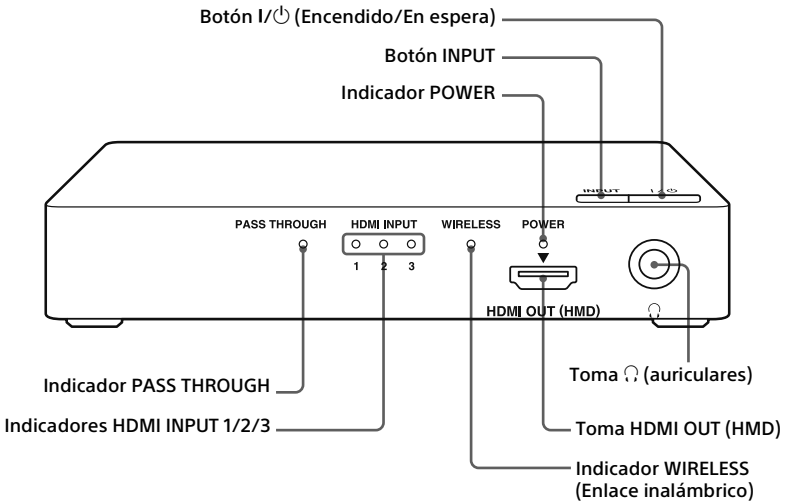 Botón I/⏻ (Encendido/En espera)
Botón INPUT
Indicador POWER
INPUT I/⏻
PASS THROUGH HDMI INPUT WIRELESS POWER
1 2 3
HDMI OUT (HMD)
Indicador PASS THROUGH
Toma 🎧 (auriculares)
Indicadores HDMI INPUT 1/2/3
Toma HDMI OUT (HMD)
Indicador WIRELESS
(Enlace inalámbrico)